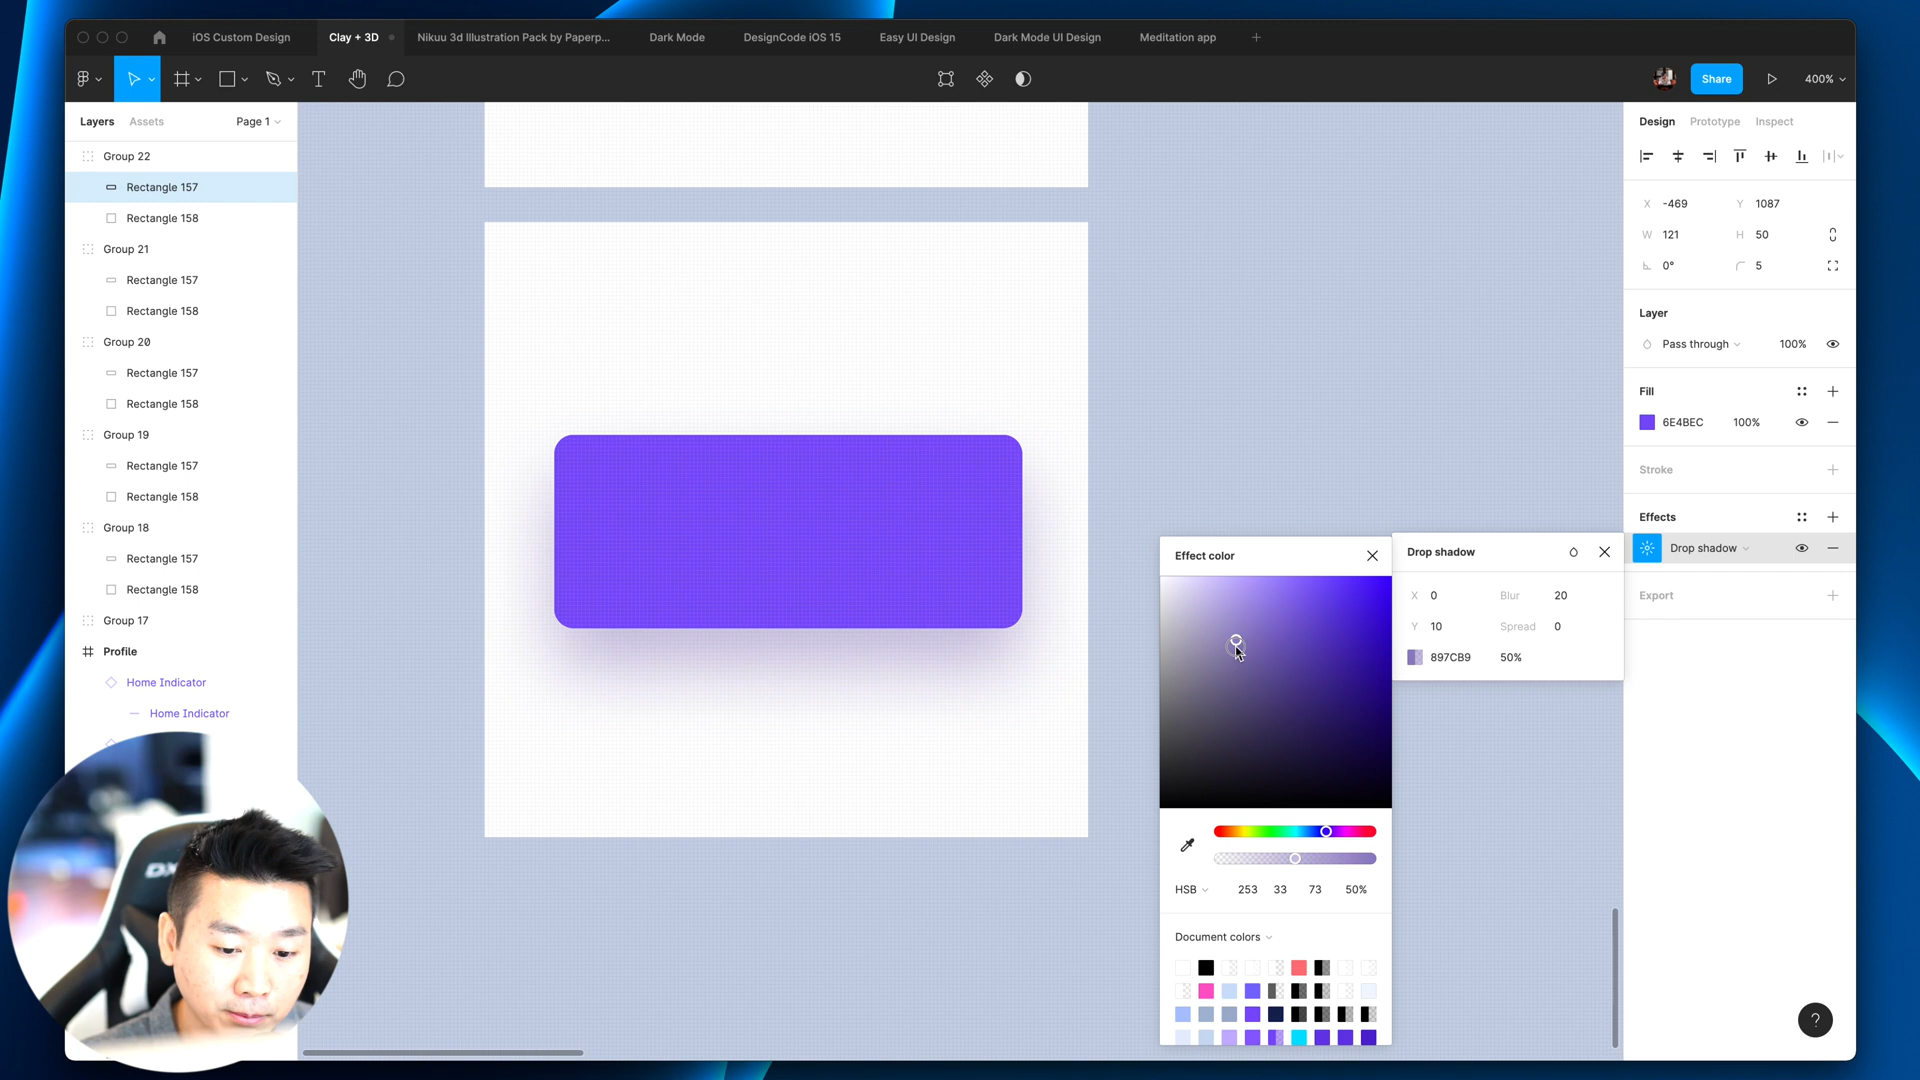 iOS Custom Design
Clay + 3D
Nikuu 3d Illustration Pack by Paperp...
Dark Mode
DesignCode iOS 15
Easy UI Design
Dark Mode UI Design
Meditation app
Share
400%
Layers
Assets
Page 1
Group 22
Rectangle 157
Rectangle 158
Group 21
Rectangle 157
Rectangle 158
Group 20
Rectangle 157
Rectangle 158
Group 19
Rectangle 157
Rectangle 158
Group 18
Rectangle 157
Rectangle 158
Group 17
Profile
Home Indicator
Home Indicator
Design
Prototype
Inspect
X -469 Y 1087
W 121 H 50
0° 5
Layer
Pass through 100%
Fill
6E4BEC 100%
Stroke
Effects
Drop shadow
Export
Drop shadow
X 0 Blur 20
Y 10 Spread 0
897CB9 50%
Effect color
HSB 253 33 73 50%
Document colors
?